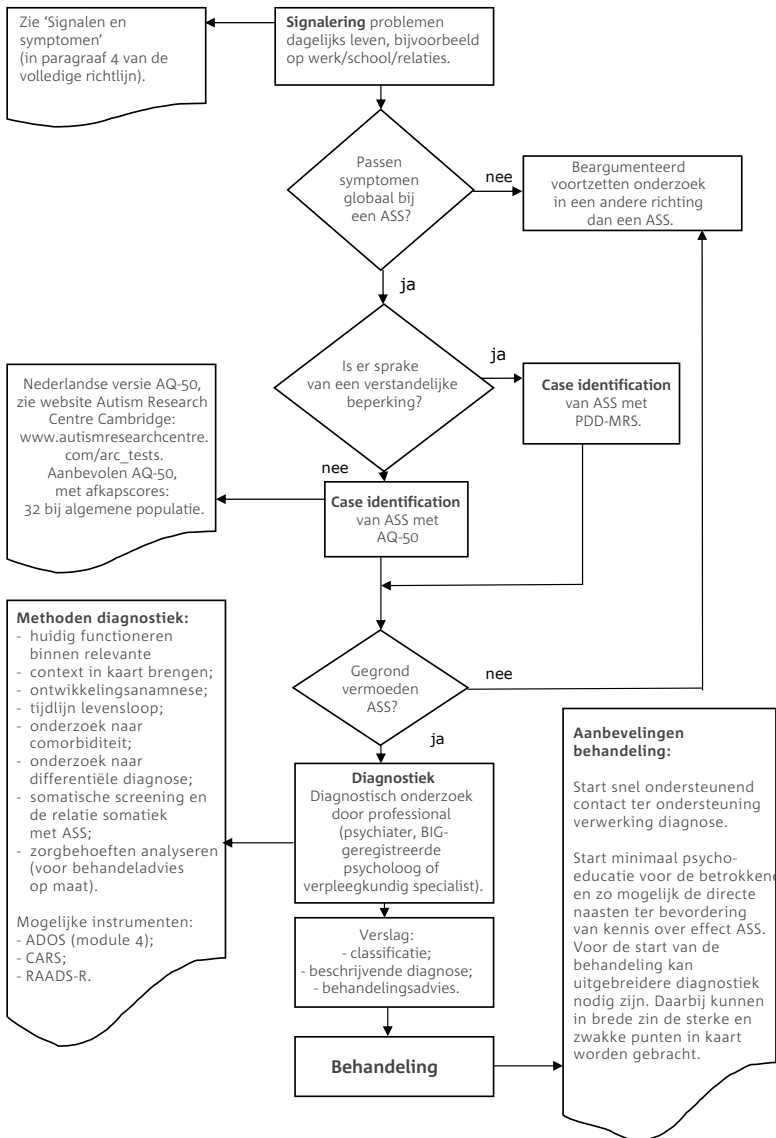 Zie ‘Signalen en
symptomen’
(in paragraaf 4 van de
volledige richtlijn).
Signalering problemen
dagelijks leven, bijvoorbeeld
op werk/school/relaties.
Passen
symptomen
globaal bij
een ASS?
nee
Beargumenteerd
voortzetten onderzoek
in een andere richting
dan een ASS.
ja
Is er sprake
van een verstandelijke
beperking?
ja
Case identification
van ASS met
PDD-MRS.
Nederlandse versie AQ-50,
zie website Autism Research
Centre Cambridge:
www.autismresearchcentre.
com/arc_tests.
Aanbevolen AQ-50,
met afkapscores:
32 bij algemene populatie.
nee
Case identification
van ASS met
AQ-50
Gegrond
vermoeden
ASS?
nee
ja
Methoden diagnostiek:
- huidig functioneren
binnen relevante
- context in kaart brengen;
- ontwikkelingsanamnese;
- tijdlijn levensloop;
- onderzoek naar
comorbiditeit;
- onderzoek naar
differentiële diagnose;
- somatische screening en
de relatie somatiek
met ASS;
- zorgbehoeften analyseren
(voor behandeladvies
op maat).
Mogelijke instrumenten:
- ADOS (module 4);
- CARS;
- RAADS-R.
Diagnostiek
Diagnostisch onderzoek
door professional
(psychiater, BIG-
geregistreerde
psycholoog of
verpleegkundig specialist).
Verslag:
- classificatie;
- beschrijvende diagnose;
- behandelingsadvies.
Behandeling
Aanbevelingen
behandeling:
Start snel ondersteunend
contact ter ondersteuning
verwerking diagnose.
Start minimaal psycho-
educatie voor de betrokkene
en zo mogelijk de directe
naasten ter bevordering
van kennis over effect ASS.
Voor de start van de
behandeling kan
uitgebreidere diagnostiek
nodig zijn. Daarbij kunnen
in brede zin de sterke en
zwakke punten in kaart
worden gebracht.